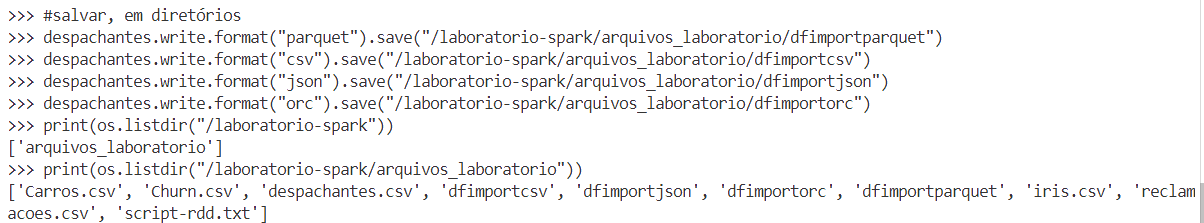 >>> #salvar, em diretórios
>>> despachantes.write.format("parquet").save("/laboratorio-spark/arquivos_laboratorio/dfimportparquet")
>>> despachantes.write.format("csv").save("/laboratorio-spark/arquivos_laboratorio/dfimportcsv")
>>> despachantes.write.format("json").save("/laboratorio-spark/arquivos_laboratorio/dfimportjson")
>>> despachantes.write.format("orc").save("/laboratorio-spark/arquivos_laboratorio/dfimportorc")
>>> print(os.listdir("/laboratorio-spark"))
['arquivos_laboratorio']
>>> print(os.listdir("/laboratorio-spark/arquivos_laboratorio"))
['Carros.csv', 'Churn.csv', 'despachantes.csv', 'dfimportcsv', 'dfimportjson', 'dfimportorc', 'dfimportparquet', 'iris.csv', 'reclam
acoes.csv', 'script-rdd.txt']